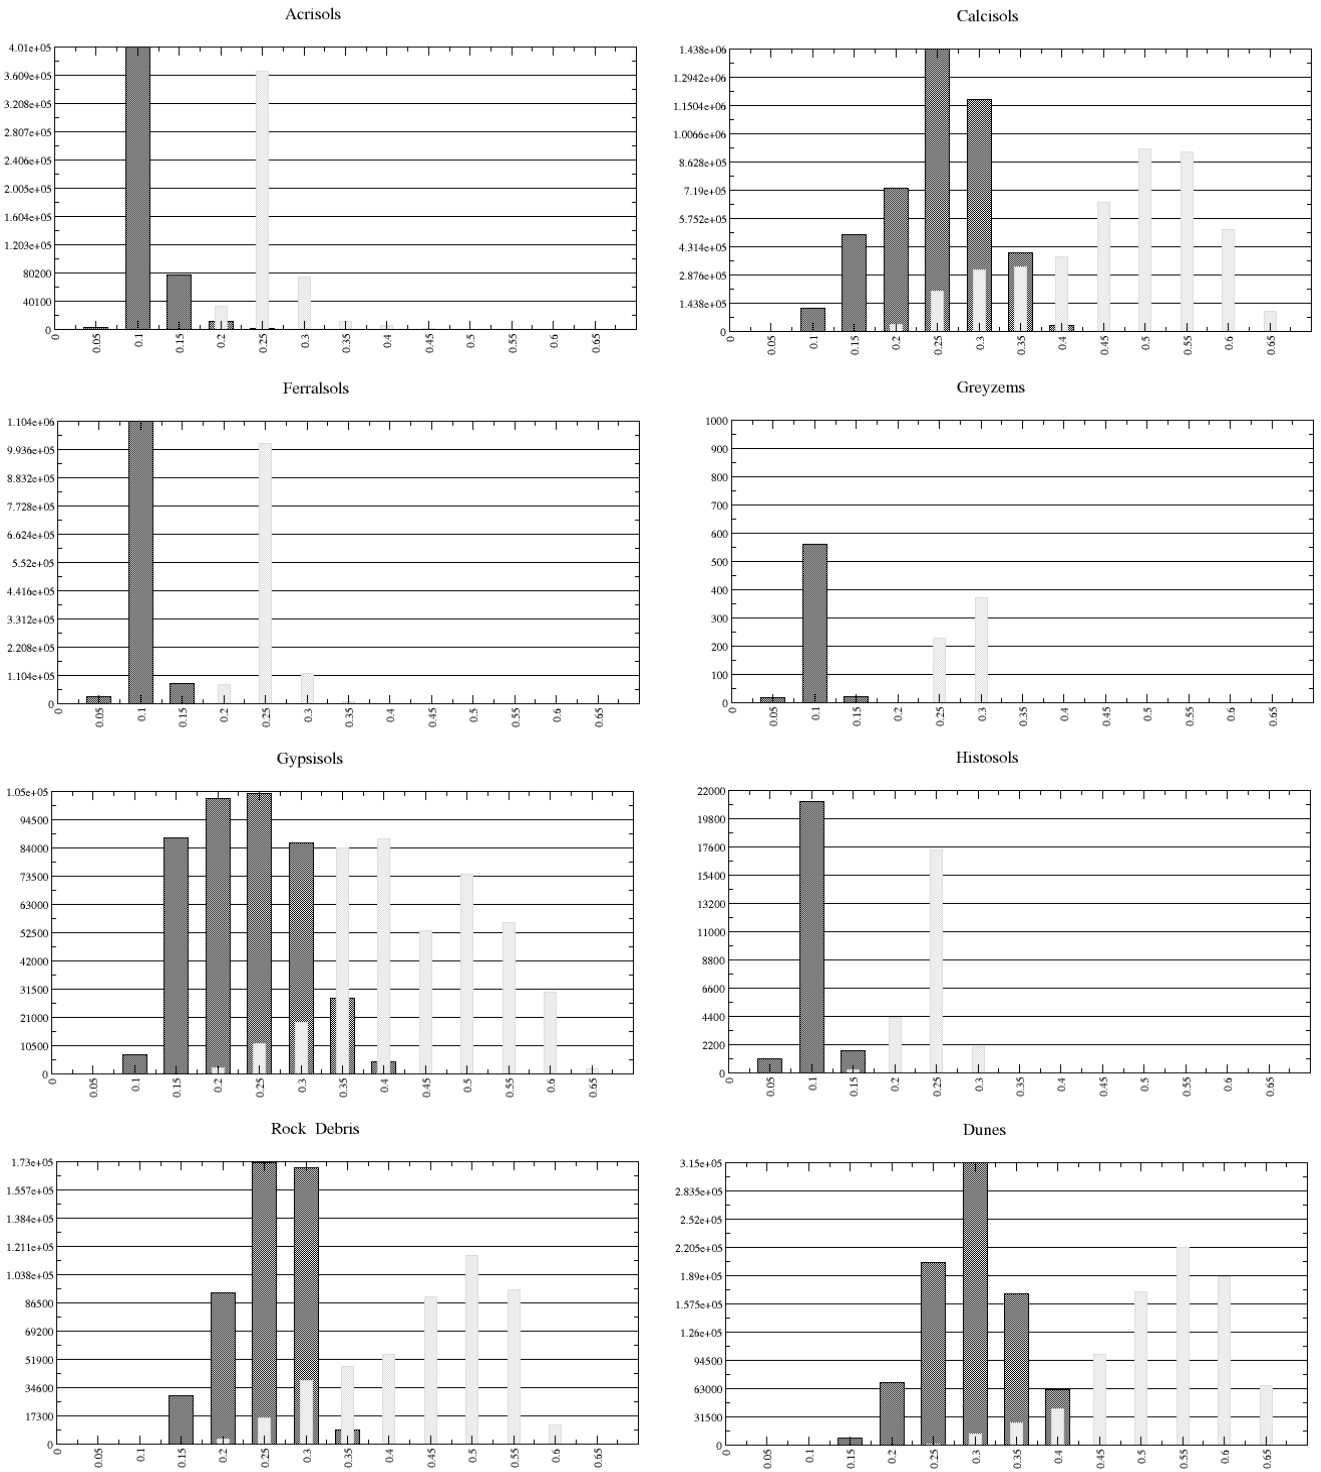 Acrisols
4.01e+05
3.609e+05
3.208e+05
2.807e+05
2.406e+05
2.005e+05
1.604e+05
1.203e+05
80200
40100
0
0 0.05 0.1 0.15 0.2 0.25 0.3 0.35 0.4 0.45 0.5 0.55 0.6 0.65
Calcisols
1.438e+06
1.2942e+06
1.1504e+06
1.0066e+06
8.628e+05
7.19e+05
5.752e+05
4.314e+05
2.876e+05
1.438e+05
0
0 0.05 0.1 0.15 0.2 0.25 0.3 0.35 0.4 0.45 0.5 0.55 0.6 0.65
Ferralsols
1.104e+06
9.936e+05
8.832e+05
7.728e+05
6.624e+05
5.52e+05
4.416e+05
3.312e+05
2.208e+05
1.104e+05
0
0 0.05 0.1 0.15 0.2 0.25 0.3 0.35 0.4 0.45 0.5 0.55 0.6 0.65
Greyzems
1000
900
800
700
600
500
400
300
200
100
0
0 0.05 0.1 0.15 0.2 0.25 0.3 0.35 0.4 0.45 0.5 0.55 0.6 0.65
Gypsisols
1.05e+05
94500
84000
73500
63000
52500
42000
31500
21000
10500
0
0 0.05 0.1 0.15 0.2 0.25 0.3 0.35 0.4 0.45 0.5 0.55 0.6 0.65
Histosols
22000
19800
17600
15400
13200
11000
8800
6600
4400
2200
0
0 0.05 0.1 0.15 0.2 0.25 0.3 0.35 0.4 0.45 0.5 0.55 0.6 0.65
Rock Debris
1.73e+05
1.557e+05
1.384e+05
1.211e+05
1.038e+05
86500
69200
51900
34600
17300
0
0 0.05 0.1 0.15 0.2 0.25 0.3 0.35 0.4 0.45 0.5 0.55 0.6 0.65
Dunes
3.15e+05
2.835e+05
2.52e+05
2.205e+05
1.89e+05
1.575e+05
1.26e+05
94500
63000
31500
0
0 0.05 0.1 0.15 0.2 0.25 0.3 0.35 0.4 0.45 0.5 0.55 0.6 0.65